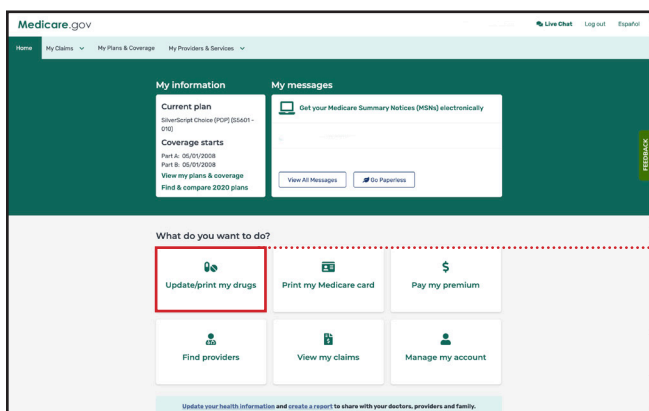 Medicare.gov
Live Chat Log out Español
Home My Claims My Plans & Coverage My Providers & Services
My information
Current plan
SilverScript Choice (PDP) (S5601 -
010)
Coverage starts
Part A: 05/01/2008
Part B: 05/01/2008
View my plans & coverage
Find & compare 2020 plans
My messages
Get your Medicare Summary Notices (MSNs) electronically
View All Messages Go Paperless
FEEDBACK
What do you want to do?
Update/print my drugs
Print my Medicare card
Pay my premium
Find providers
View my claims
Manage my account
Update your health information and create a report to share with your doctors, providers and family.